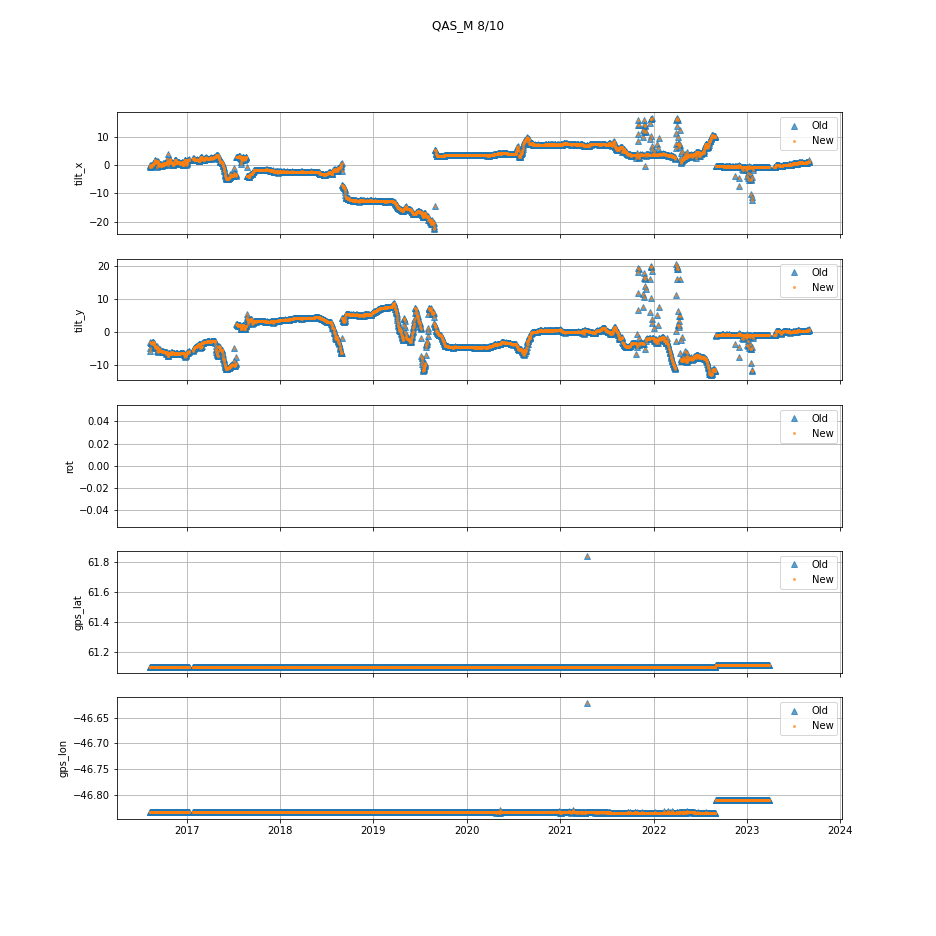 QAS_M 8/10
tilt_x
10
0
−10
−20
Old
New
tilt_y
20
10
0
−10
Old
New
rot
0.04
0.02
0.00
−0.02
−0.04
Old
New
gps_lat
61.8
61.6
61.4
61.2
Old
New
gps_lon
−46.65
−46.70
−46.75
−46.80
Old
New
2017 2018 2019 2020 2021 2022 2023 2024